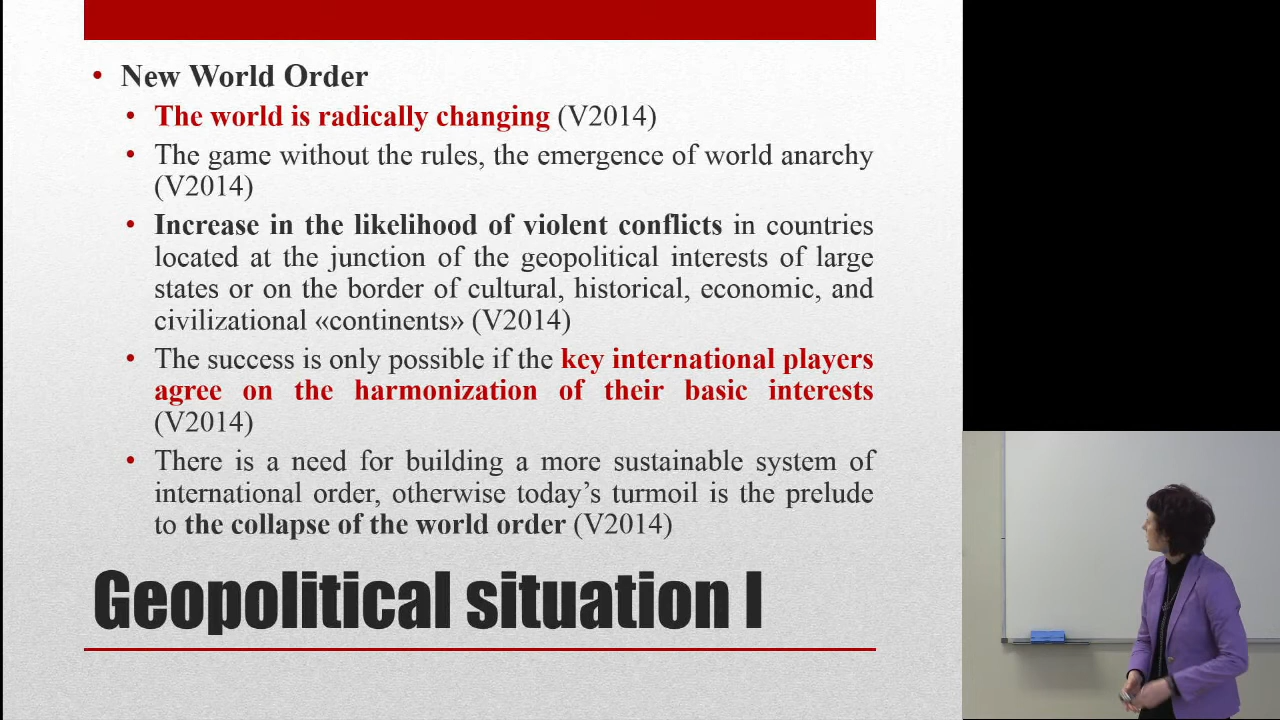 • New World Order
• The world is radically changing (V2014)
• The game without the rules, the emergence of world anarchy
(V2014)
• Increase in the likelihood of violent conflicts in countries
located at the junction of the geopolitical interests of large
states or on the border of cultural, historical, economic, and
civilizational «continents» (V2014)
• The success is only possible if the key international players
agree on the harmonization of their basic interests
(V2014)
• There is a need for building a more sustainable system of
international order, otherwise today’s turmoil is the prelude
to the collapse of the world order (V2014)
Geopolitical situation I